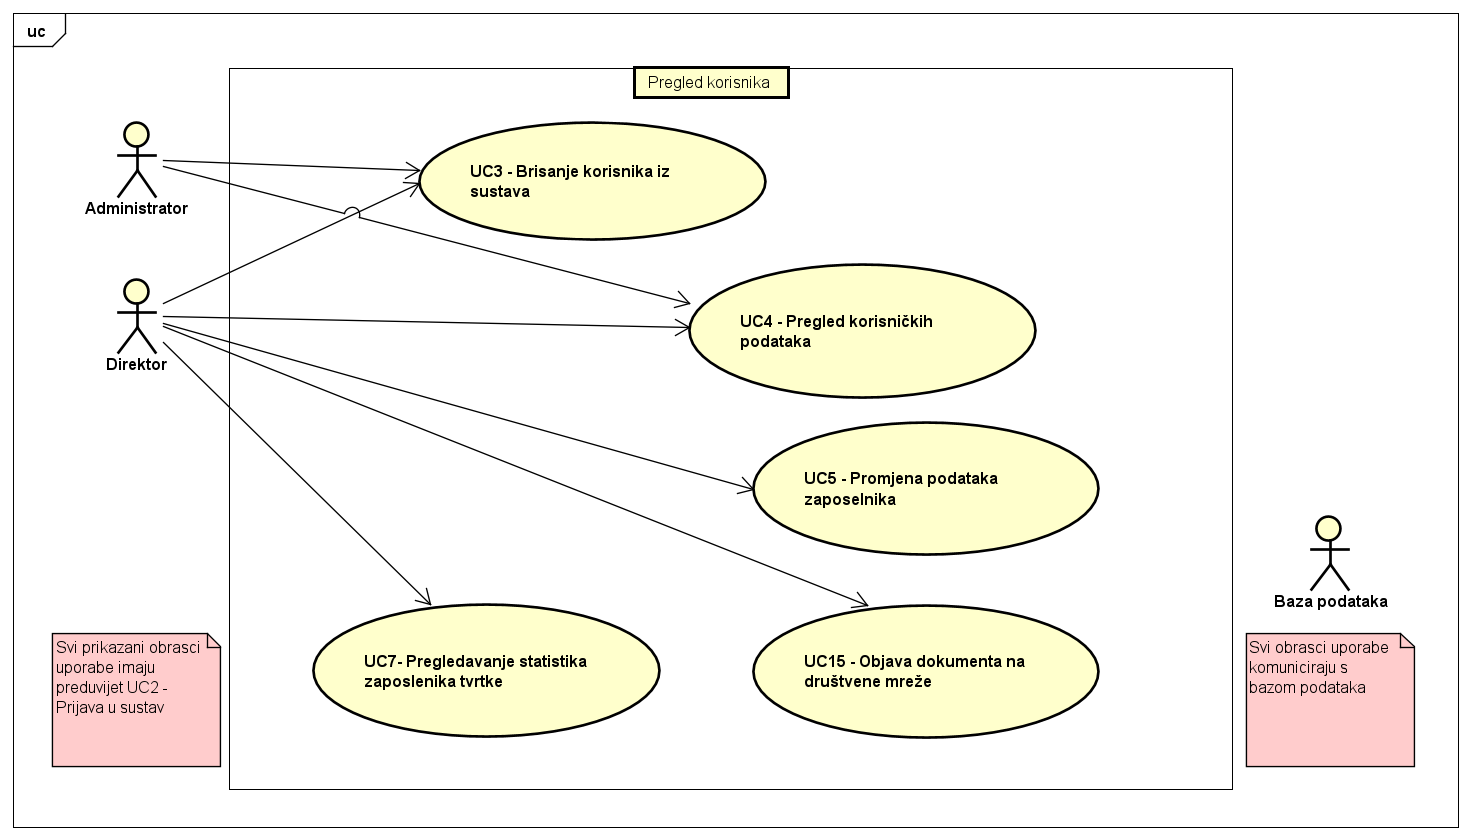 uc
Pregled korisnika
Administrator
UC3 - Brisanje korisnika iz
sustava
Direktor
UC4 - Pregled korisničkih
podataka
UC5 - Promjena podataka
zaposelnika
Baza podataka
Svi prikazani obrasci
uporabe imaju
preduvijet UC2 -
Prijava u sustav
UC7- Pregledavanje statistika
zaposlenika tvrtke
UC15 - Objava dokumenta na
društvene mreže
Svi obrasci uporabe
komuniciraju s
bazom podataka